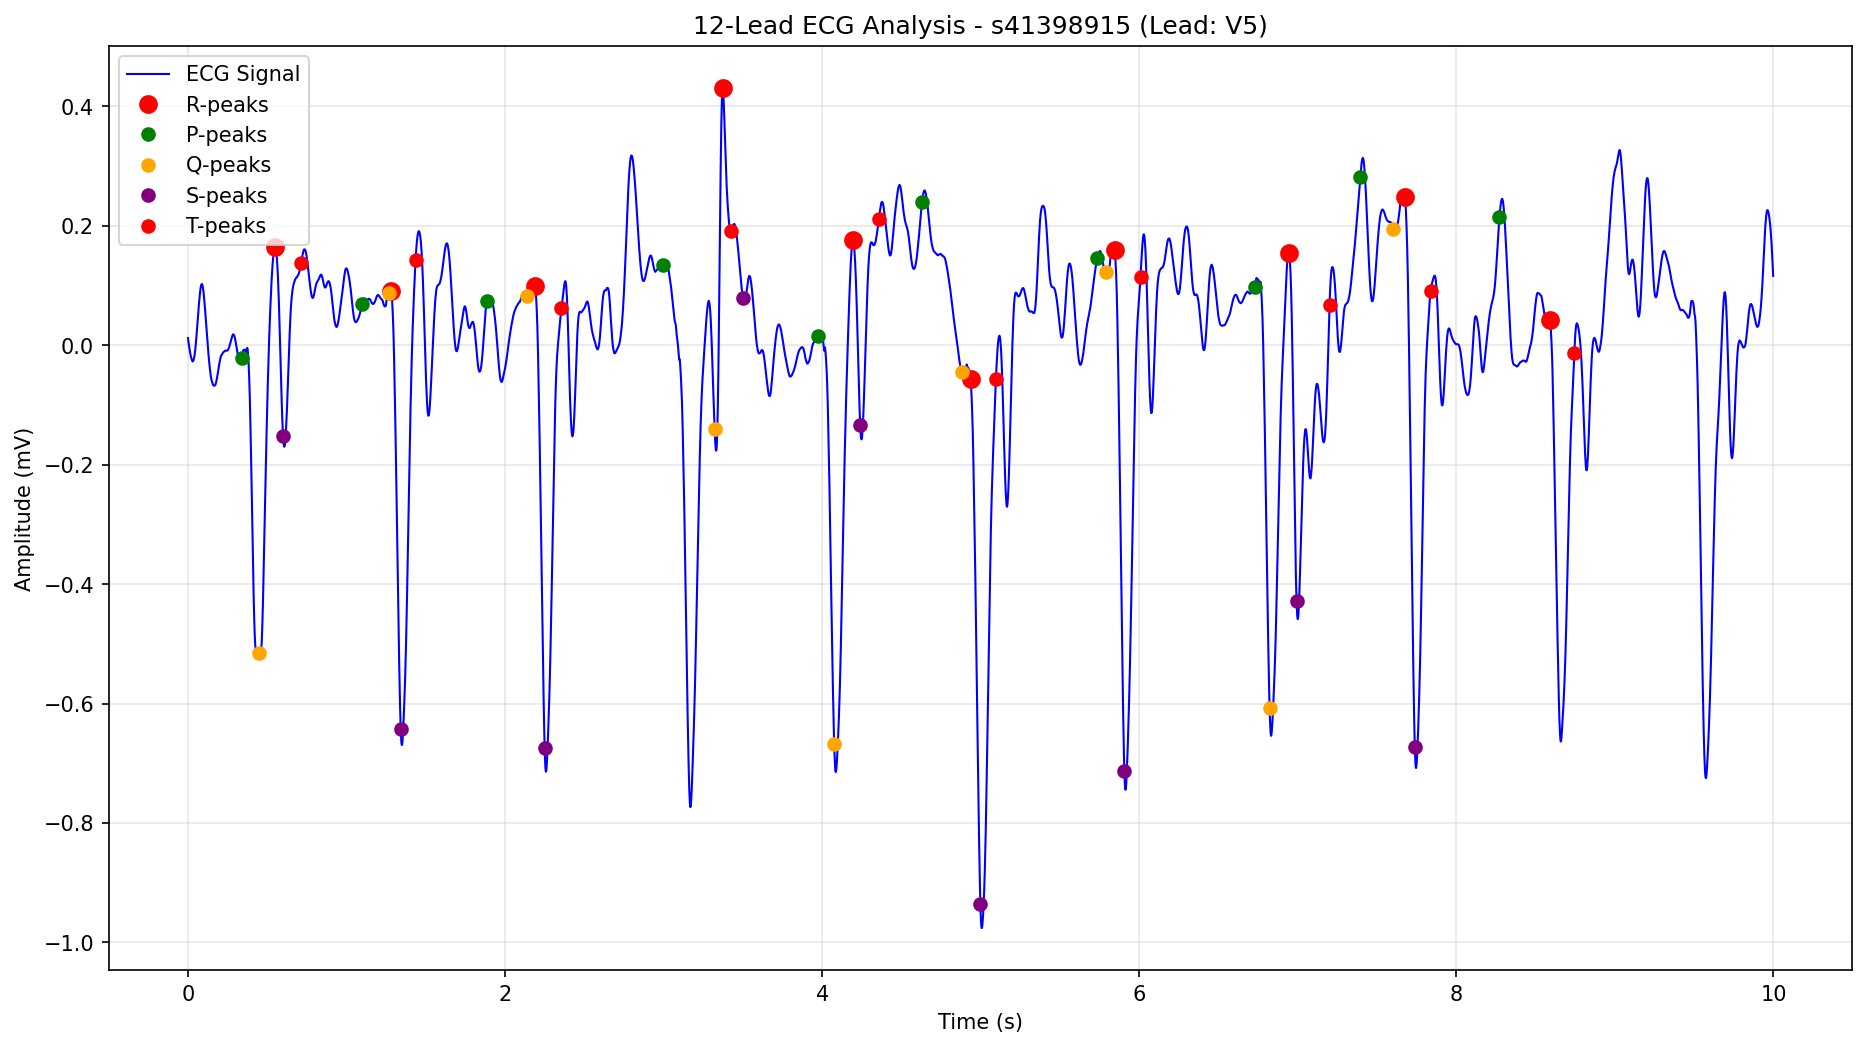 12-Lead ECG Analysis - s41398915 (Lead: V5)
ECG Signal
R-peaks
P-peaks
Q-peaks
S-peaks
T-peaks
Amplitude (mV)
0.4
0.2
0.0
−0.2
−0.4
−0.6
−0.8
−1.0
0 2 4 6 8 10
Time (s)